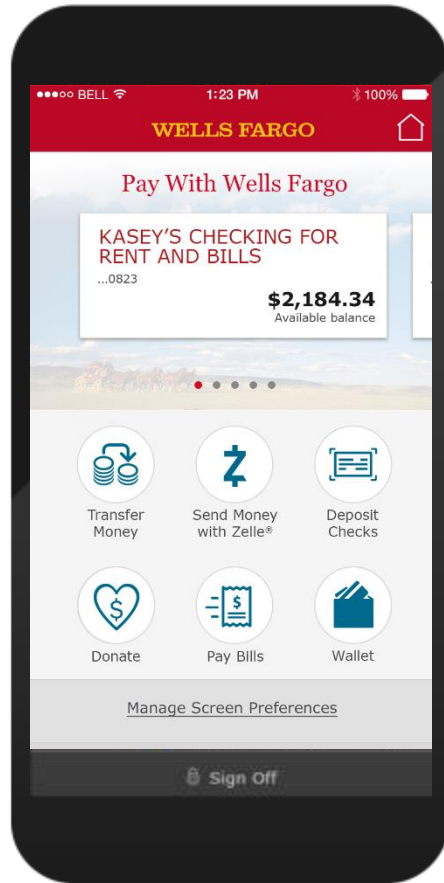 BELL 1:23 PM 100%
WELLS FARGO
Pay With Wells Fargo
KASEY'S CHECKING FOR
RENT AND BILLS
...0823
$2,184.34
Available balance
Transfer
Money
Send Money
with Zelle®
Deposit
Checks
Donate
Pay Bills
Wallet
Manage Screen Preferences
Sign Off